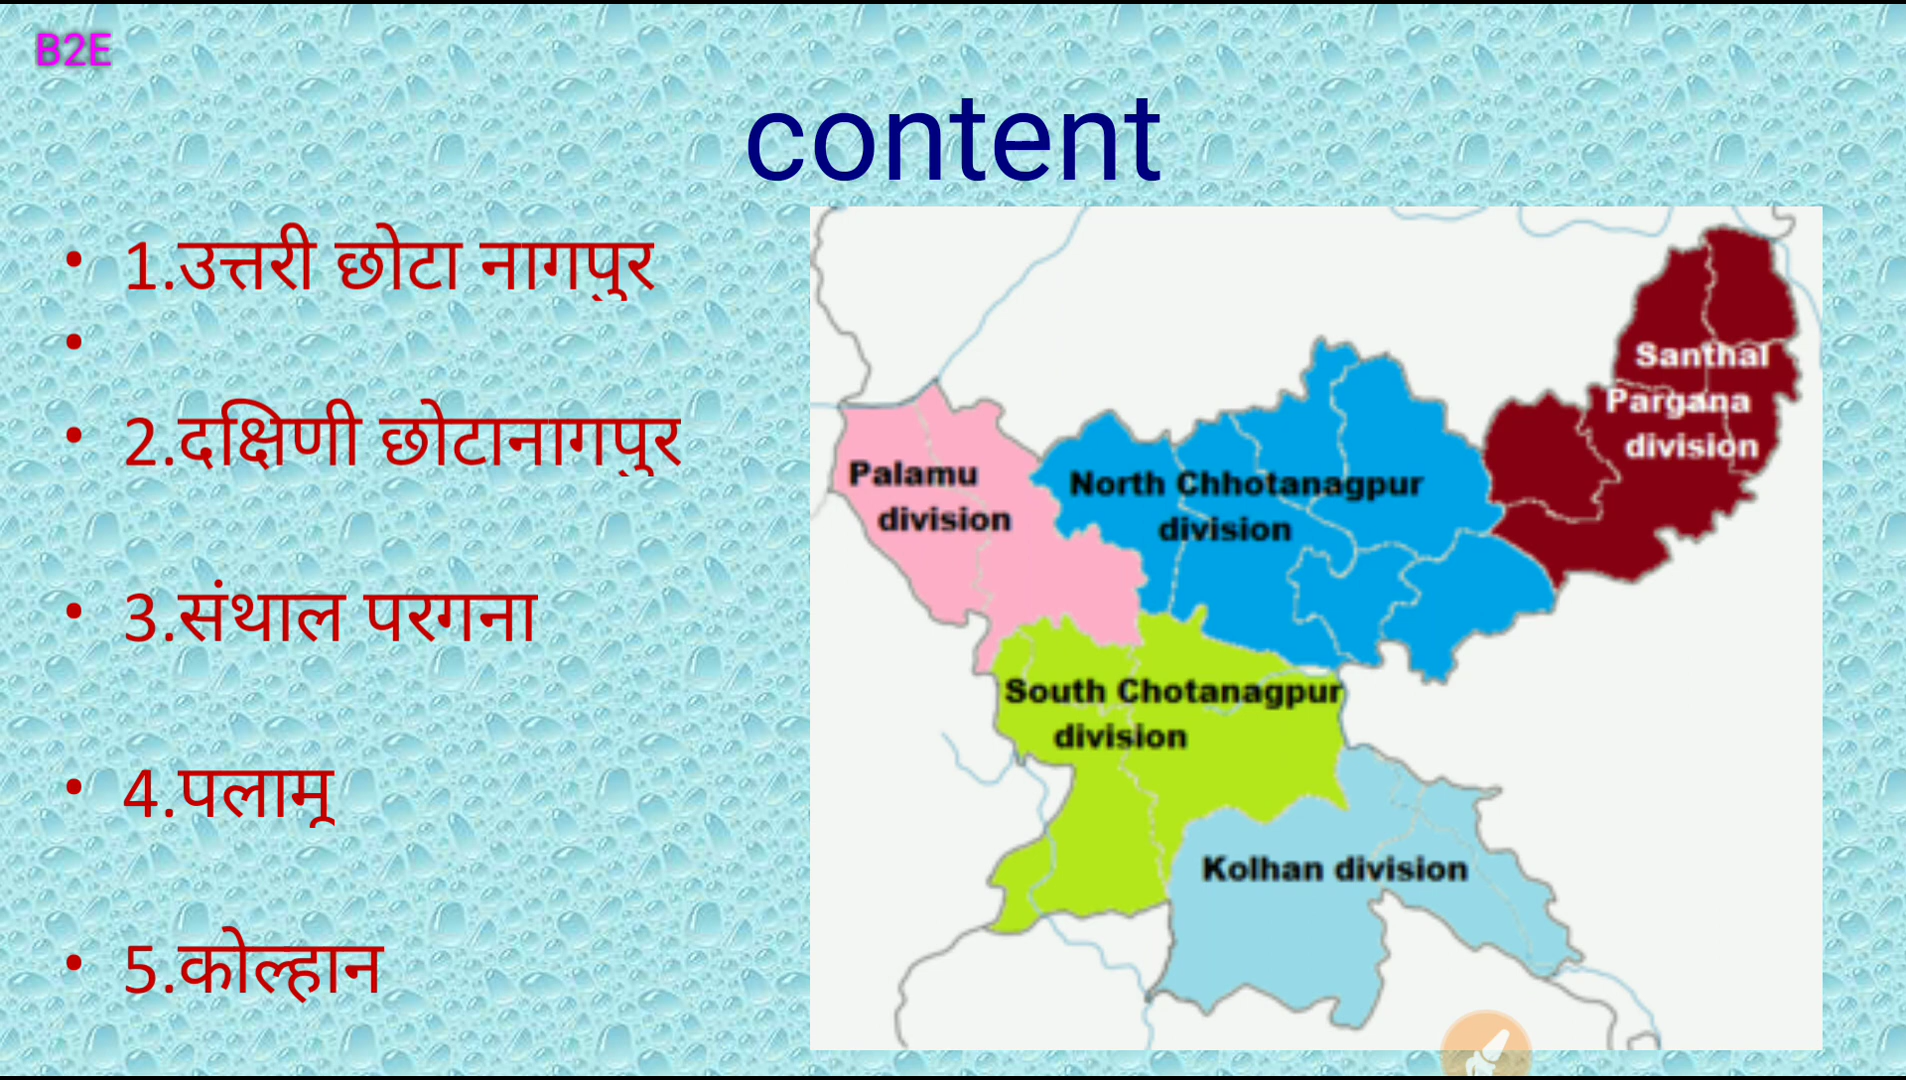 B2E
content
• 1.उत्तरी छोटा नागपुर
•
• 2.दक्षिणी छोटानागपुर
• 3.संथाल परगना
• 4.पलामू
• 5.कोल्हान
Santhal
Pargana
division
Palamu
division
North Chhotanagpur
division
South Chotanagpur
division
Kolhan division